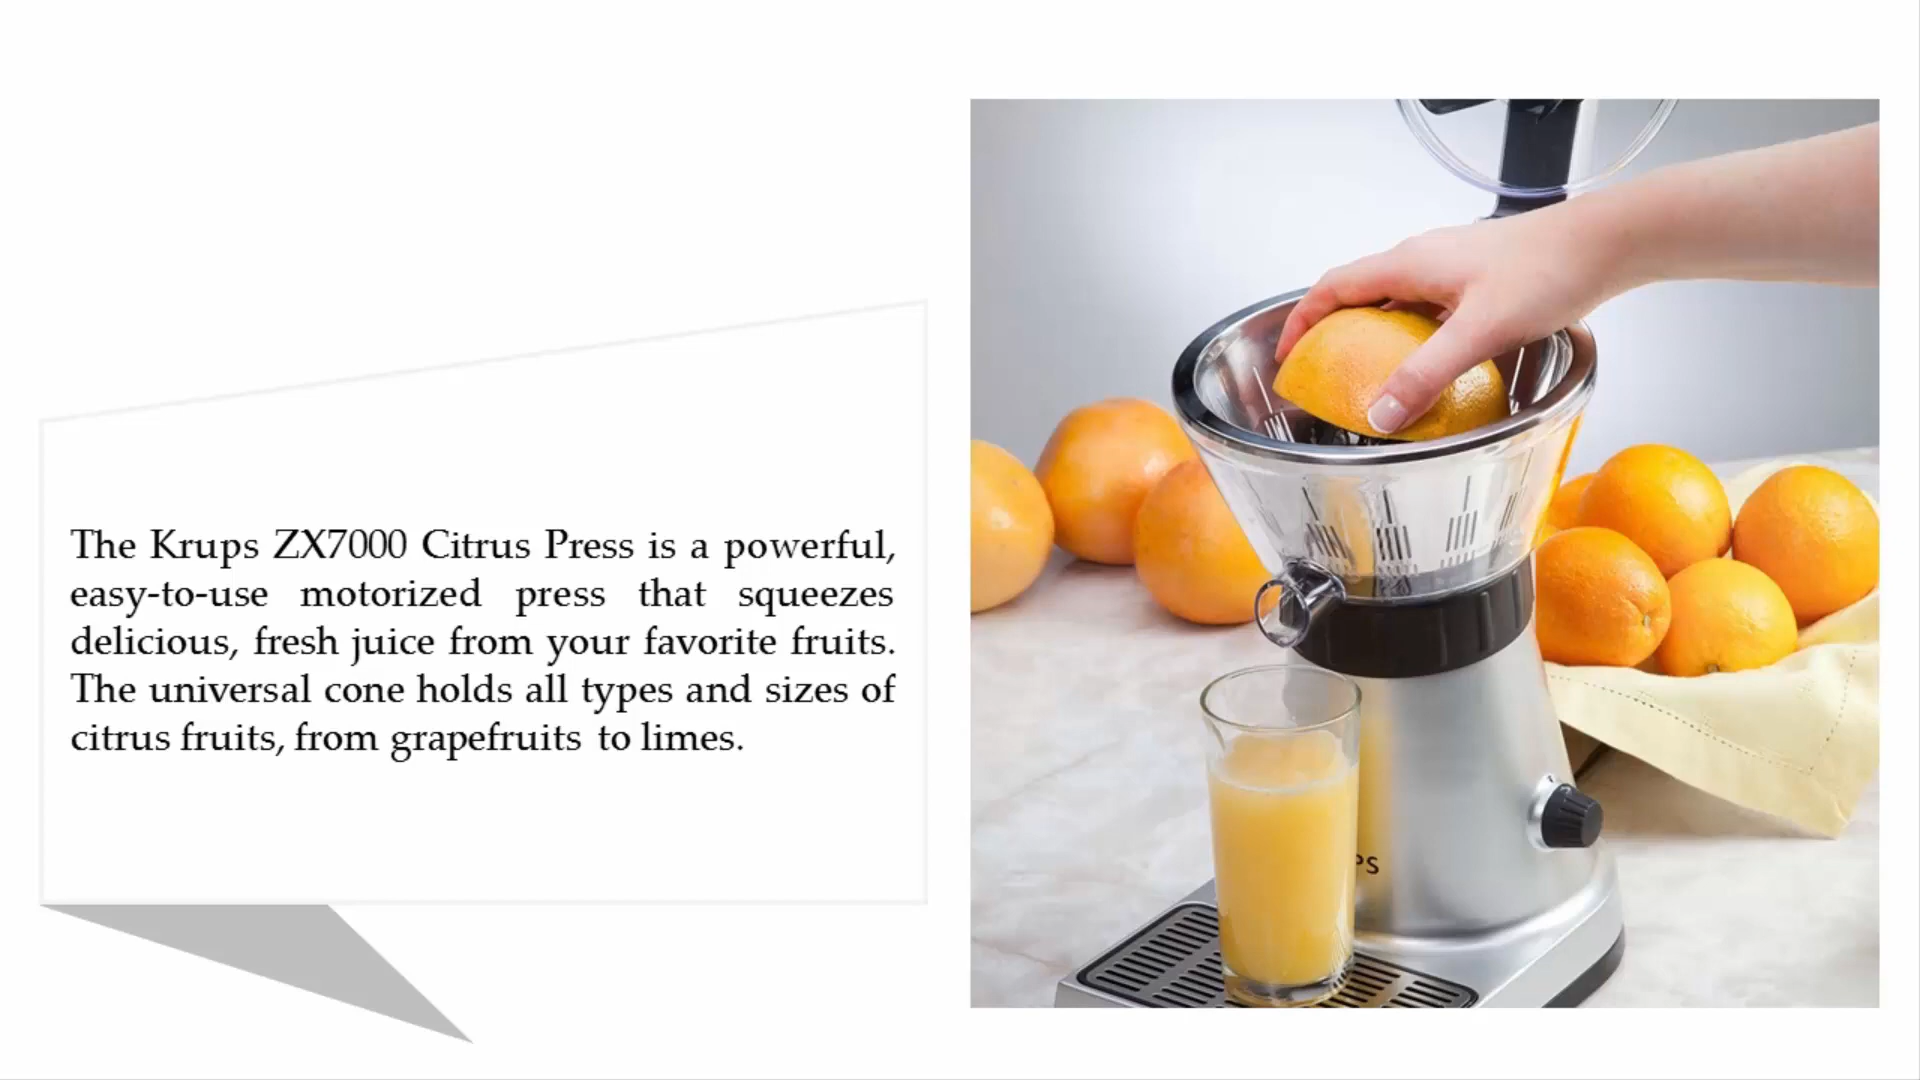 The Krups ZX7000 Citrus Press is a powerful,
easy-to-use motorized press that squeezes
delicious, fresh juice from your favorite fruits.
The universal cone holds all types and sizes of
citrus fruits, from grapefruits to limes.
PS